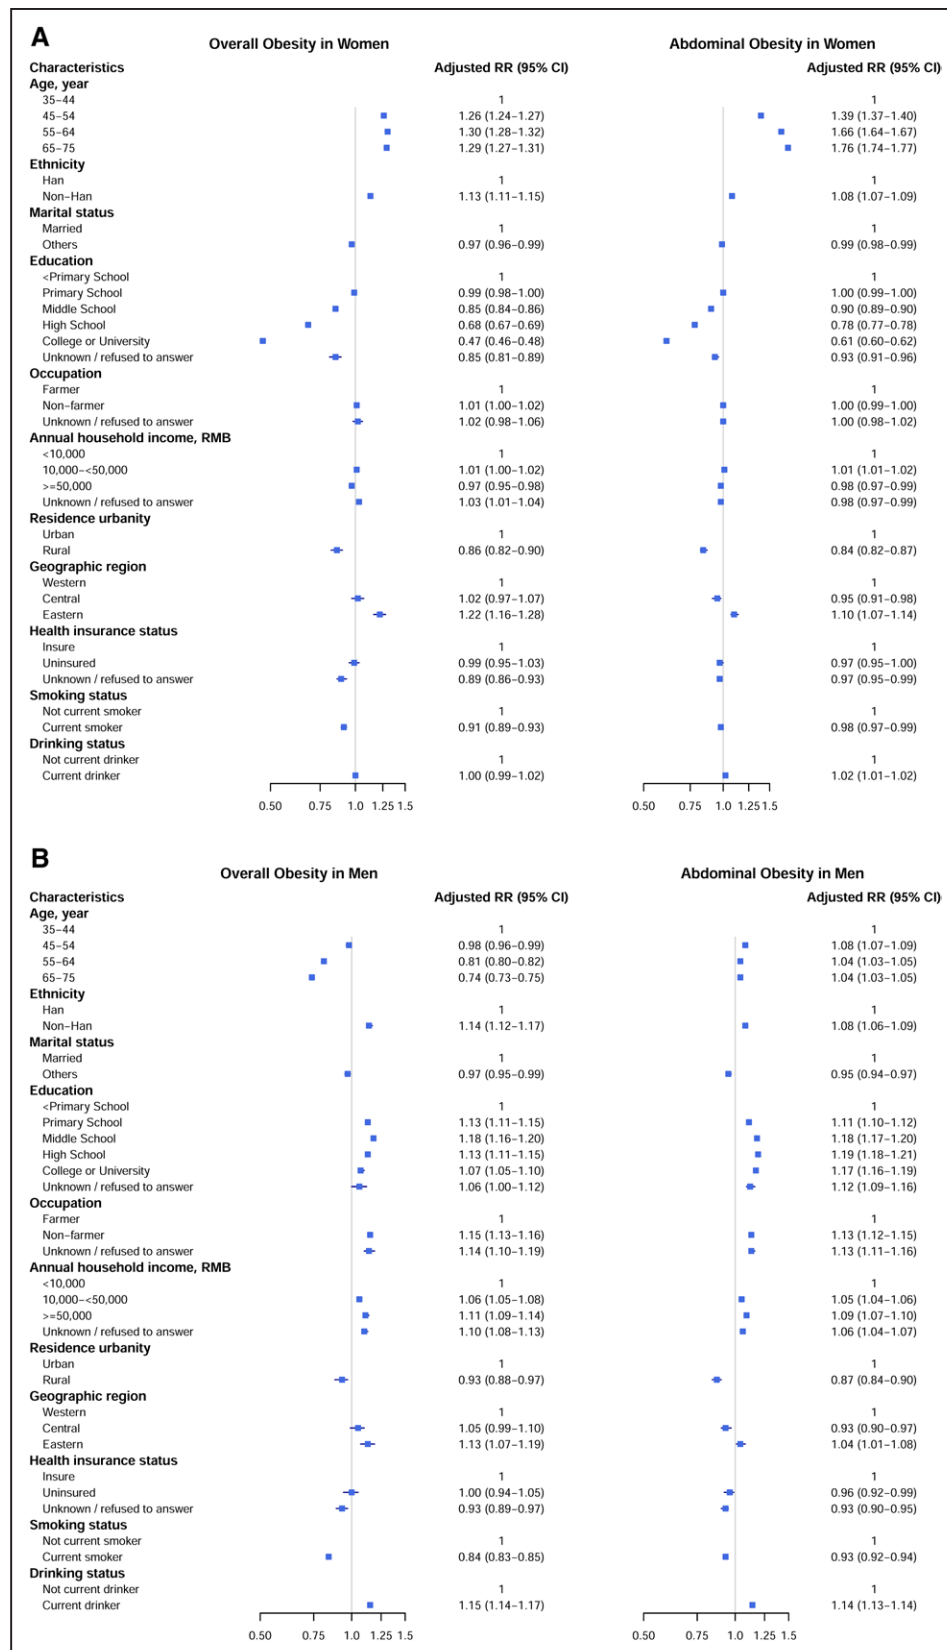 A
Overall Obesity in Women Abdominal Obesity in Women
Characteristics Adjusted RR (95% CI) Adjusted RR (95% CI)
Age, year
35–44 1 1
45–54 1.26 (1.24–1.27) 1.39 (1.37–1.40)
55–64 1.30 (1.28–1.32) 1.66 (1.64–1.67)
65–75 1.29 (1.27–1.31) 1.76 (1.74–1.77)
Ethnicity
Han 1 1
Non–Han 1.13 (1.11–1.15) 1.08 (1.07–1.09)
Marital status
Married 1 1
Others 0.97 (0.96–0.99) 0.99 (0.98–0.99)
Education
<Primary School 1 1
Primary School 0.99 (0.98–1.00) 1.00 (0.99–1.00)
Middle School 0.85 (0.84–0.86) 0.90 (0.89–0.90)
High School 0.68 (0.67–0.69) 0.78 (0.77–0.78)
College or University 0.47 (0.46–0.48) 0.61 (0.60–0.62)
Unknown / refused to answer 0.85 (0.81–0.89) 0.93 (0.91–0.96)
Occupation
Farmer 1 1
Non–farmer 1.01 (1.00–1.02) 1.00 (0.99–1.00)
Unknown / refused to answer 1.02 (0.98–1.06) 1.00 (0.98–1.02)
Annual household income, RMB
<10,000 1 1
10,000–<50,000 1.01 (1.00–1.02) 1.01 (1.01–1.02)
>=50,000 0.97 (0.95–0.98) 0.98 (0.97–0.99)
Unknown / refused to answer 1.03 (1.01–1.04) 0.98 (0.97–0.99)
Residence urbanity
Urban 1 1
Rural 0.86 (0.82–0.90) 0.84 (0.82–0.87)
Geographic region
Western 1 1
Central 1.02 (0.97–1.07) 0.95 (0.91–0.98)
Eastern 1.22 (1.16–1.28) 1.10 (1.07–1.14)
Health insurance status
Insure 1 1
Uninsured 0.99 (0.95–1.03) 0.97 (0.95–1.00)
Unknown / refused to answer 0.89 (0.86–0.93) 0.97 (0.95–0.99)
Smoking status
Not current smoker 1 1
Current smoker 0.91 (0.89–0.93) 0.98 (0.97–0.99)
Drinking status
Not current drinker 1 1
Current drinker 1.00 (0.99–1.02) 1.02 (1.01–1.02)
0.50 0.75 1.0 1.25 1.5 0.50 0.75 1.0 1.25 1.5
B
Overall Obesity in Men Abdominal Obesity in Men
Characteristics Adjusted RR (95% CI) Adjusted RR (95% CI)
Age, year
35–44 1 1
45–54 0.98 (0.96–0.99) 1.08 (1.07–1.09)
55–64 0.81 (0.80–0.82) 1.04 (1.03–1.05)
65–75 0.74 (0.73–0.75) 1.04 (1.03–1.05)
Ethnicity
Han 1 1
Non–Han 1.14 (1.12–1.17) 1.08 (1.06–1.09)
Marital status
Married 1 1
Others 0.97 (0.95–0.99) 0.95 (0.94–0.97)
Education
<Primary School 1 1
Primary School 1.13 (1.11–1.15) 1.11 (1.10–1.12)
Middle School 1.18 (1.16–1.20) 1.18 (1.17–1.20)
High School 1.13 (1.11–1.15) 1.19 (1.18–1.21)
College or University 1.07 (1.05–1.10) 1.17 (1.16–1.19)
Unknown / refused to answer 1.06 (1.00–1.12) 1.12 (1.09–1.16)
Occupation
Farmer 1 1
Non–farmer 1.15 (1.13–1.16) 1.13 (1.12–1.15)
Unknown / refused to answer 1.14 (1.10–1.19) 1.13 (1.11–1.16)
Annual household income, RMB
<10,000 1 1
10,000–<50,000 1.06 (1.05–1.08) 1.05 (1.04–1.06)
>=50,000 1.11 (1.09–1.14) 1.09 (1.07–1.10)
Unknown / refused to answer 1.10 (1.08–1.13) 1.06 (1.04–1.07)
Residence urbanity
Urban 1 1
Rural 0.93 (0.88–0.97) 0.87 (0.84–0.90)
Geographic region
Western 1 1
Central 1.05 (0.99–1.10) 0.93 (0.90–0.97)
Eastern 1.13 (1.07–1.19) 1.04 (1.01–1.08)
Health insurance status
Insure 1 1
Uninsured 1.00 (0.94–1.05) 0.96 (0.92–0.99)
Unknown / refused to answer 0.93 (0.89–0.97) 0.93 (0.90–0.95)
Smoking status
Not current smoker 1 1
Current smoker 0.84 (0.83–0.85) 0.93 (0.92–0.94)
Drinking status
Not current drinker 1 1
Current drinker 1.15 (1.14–1.17) 1.14 (1.13–1.14)
0.50 0.75 1.0 1.25 1.5 0.50 0.75 1.0 1.25 1.5